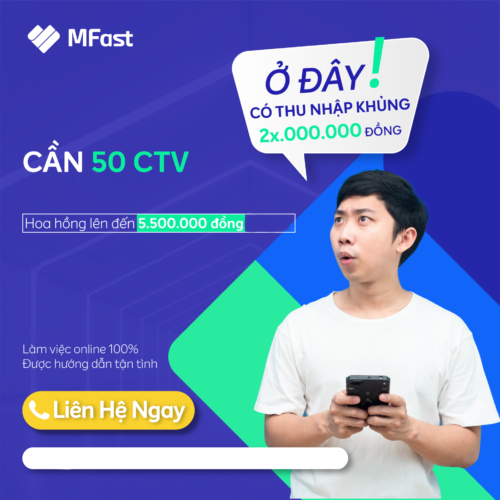 MFast
Ở ĐÂY!
CÓ THU NHẬP KHỦNG
2x.000.000 ĐỒNG
CẦN 50 CTV
Hoa hồng lên đến 5.500.000 đồng
Làm việc online 100%
Được hướng dẫn tận tình
Liên Hệ Ngay